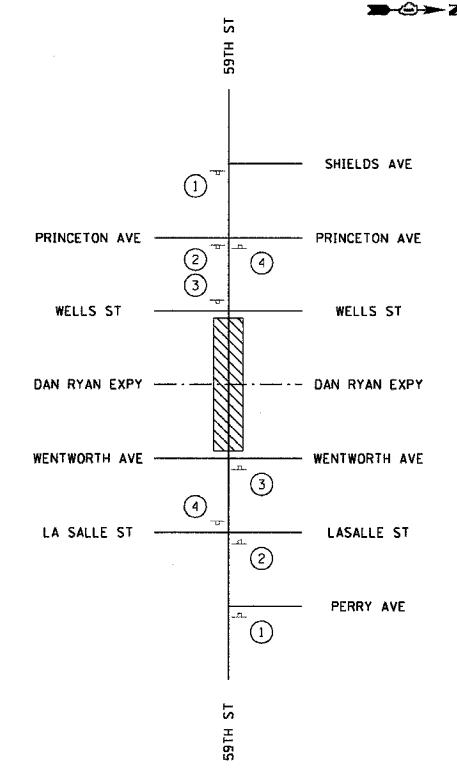 Z
59TH ST
SHIELDS AVE
1
PRINCETON AVE
PRINCETON AVE
2
4
3
WELLS ST
WELLS ST
DAN RYAN EXPY
DAN RYAN EXPY
WENTWORTH AVE
WENTWORTH AVE
3
4
LA SALLE ST
LASALLE ST
2
PERRY AVE
1
59TH ST